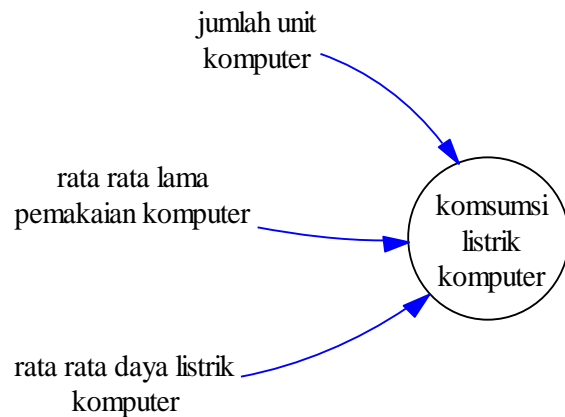 jumlah unit
komputer
rata rata lama
pemakaian komputer
komsumsi
listrik
komputer
rata rata daya listrik
komputer